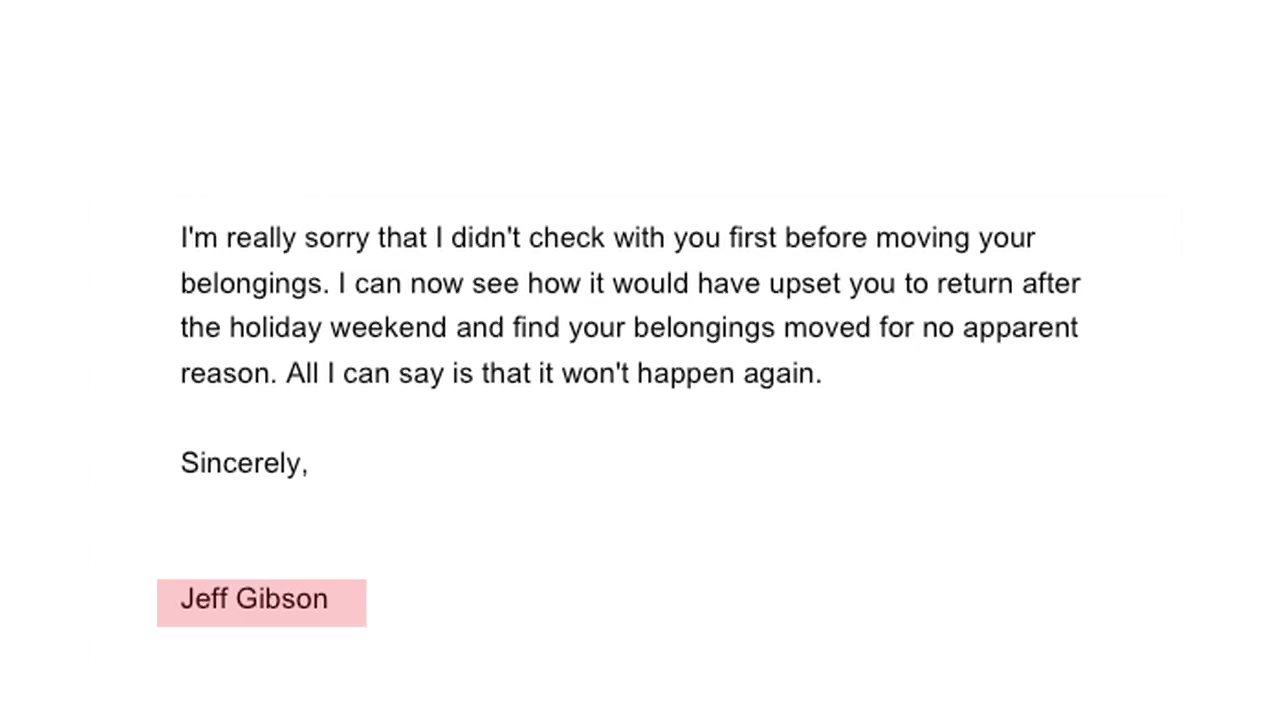 I'm really sorry that I didn't check with you first before moving your
belongings. I can now see how it would have upset you to return after
the holiday weekend and find your belongings moved for no apparent
reason. All I can say is that it won't happen again.
Sincerely,
Jeff Gibson